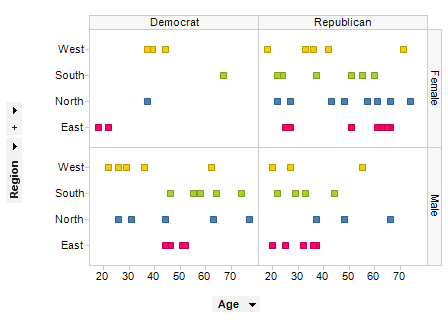 Democrat Republican
West
South
North
East
Female
West
South
North
East
Male
Region +
20 30 40 50 60 70 20 30 40 50 60 70
Age